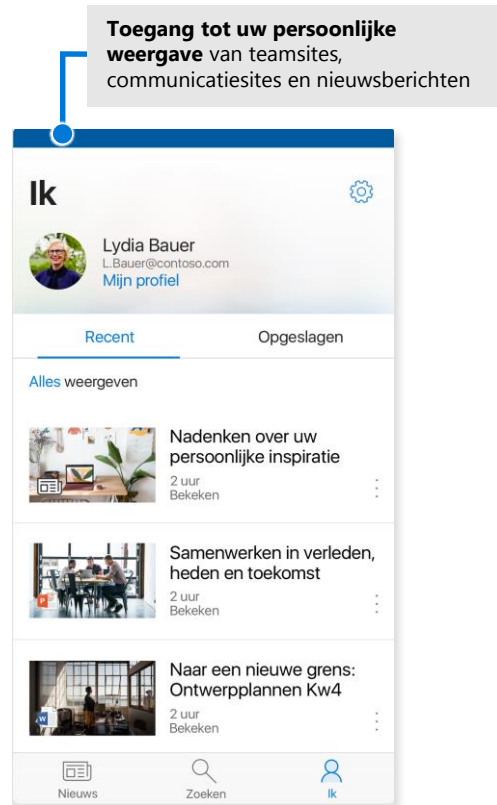 Toegang tot uw persoonlijke
weergave van teamsites,
communicatiesites en nieuwsberichten
Ik
Lydia Bauer
L.Bauer@contoso.com
Mijn profiel
Recent
Opgeslagen
Alles weergeven
Nadenken over uw
persoonlijke inspiratie
2 uur
Bekeken
Samenwerken in verleden,
heden en toekomst
2 uur
Bekeken
P
Naar een nieuwe grens:
Ontwerpplannen Kw4
2 uur
Bekeken
W
Nieuws
Zoeken
Ik